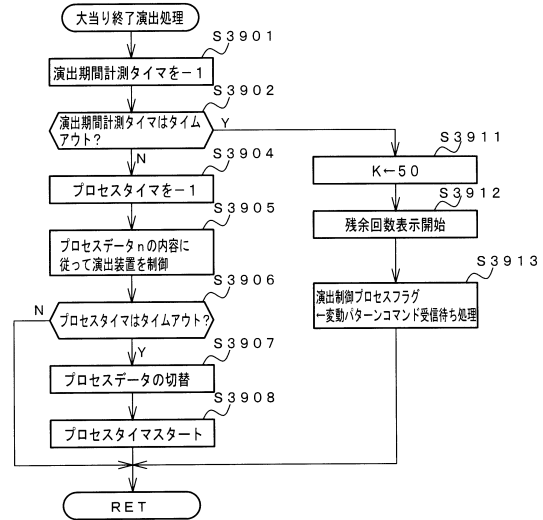 大当り終了演出処理
S3901
演出期間計測タイマを－1
S3902
演出期間計測タイマはタイム
アウト？
Y
N
S3904
プロセスタイマを－1
S3905
プロセスデータnの内容に
従って演出装置を制御
S3906
N
プロセスタイマはタイムアウト？
Y
S3907
プロセスデータの切替
S3908
プロセスタイマスタート
S3911
K←50
S3912
残余回数表示開始
S3913
演出制御プロセスフラグ
←変動パターンコマンド受信待ち処理
RET